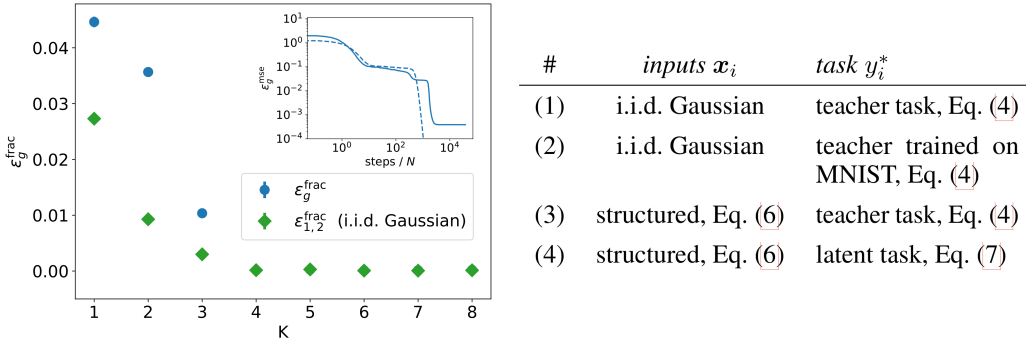 0.04
0.03
0.02
0.01
0.00
ε_g^frac
1 2 3 4 5 6 7 8
K
10^1
10^0
10^−1
10^−2
10^−3
10^−4
ε_g^mse
10^0 10^2 10^4
steps / N
ε_g^frac
ε_1,2^frac (i.i.d. Gaussian)
# inputs x_i task y_i^*
(1) i.i.d. Gaussian teacher task, Eq. (4)
(2) i.i.d. Gaussian teacher trained on
MNIST, Eq. (4)
(3) structured, Eq. (6) teacher task, Eq. (4)
(4) structured, Eq. (6) latent task, Eq. (7)